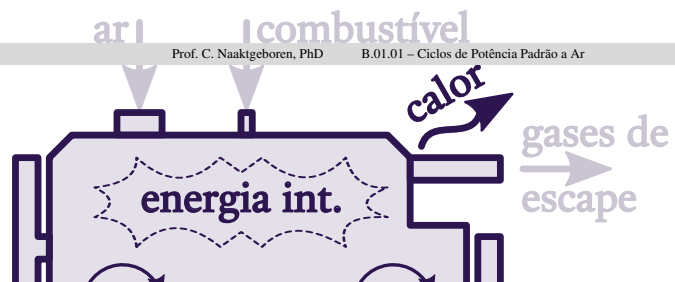 ar
combustível
Prof. C. Naaktgeboren, PhD B.01.01 – Ciclos de Potência Padrão a Ar
calor
gases de
escape
energia int.